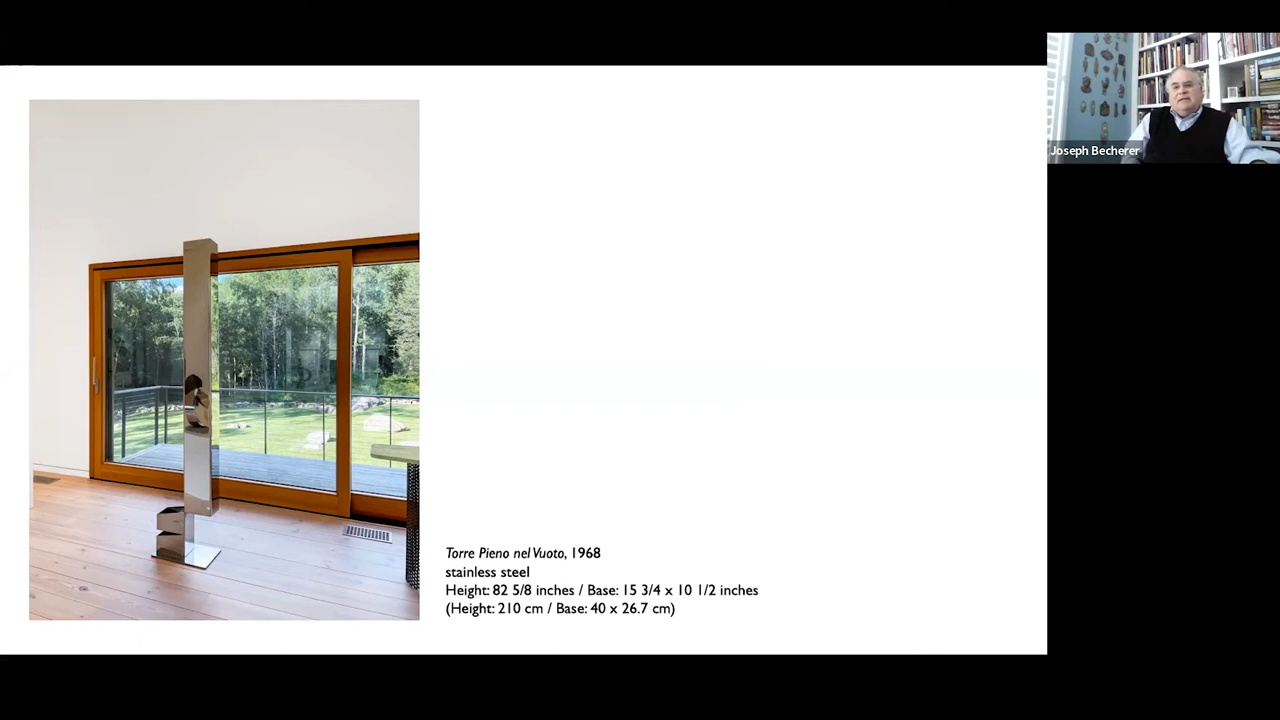 Joseph Becherer
Torre Pieno nel Vuoto, 1968
stainless steel
Height: 82 5/8 inches / Base: 15 3/4 x 10 1/2 inches
(Height: 210 cm / Base: 40 x 26.7 cm)